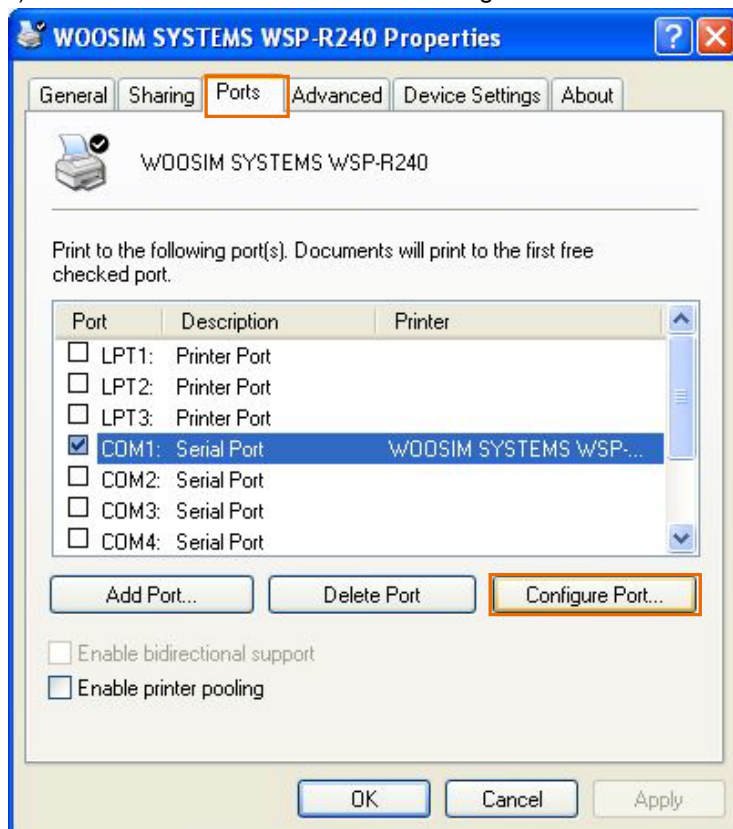 WOOSIM SYSTEMS WSP-R240 Properties
General Sharing Ports Advanced Device Settings About
WOOSIM SYSTEMS WSP-R240
Print to the following port(s). Documents will print to the first free
checked port.
Port Description Printer
LPT1: Printer Port
LPT2: Printer Port
LPT3: Printer Port
COM1: Serial Port WOOSIM SYSTEMS WSP-...
COM2: Serial Port
COM3: Serial Port
COM4: Serial Port
Add Port... Delete Port Configure Port...
Enable bidirectional support
Enable printer pooling
OK Cancel Apply